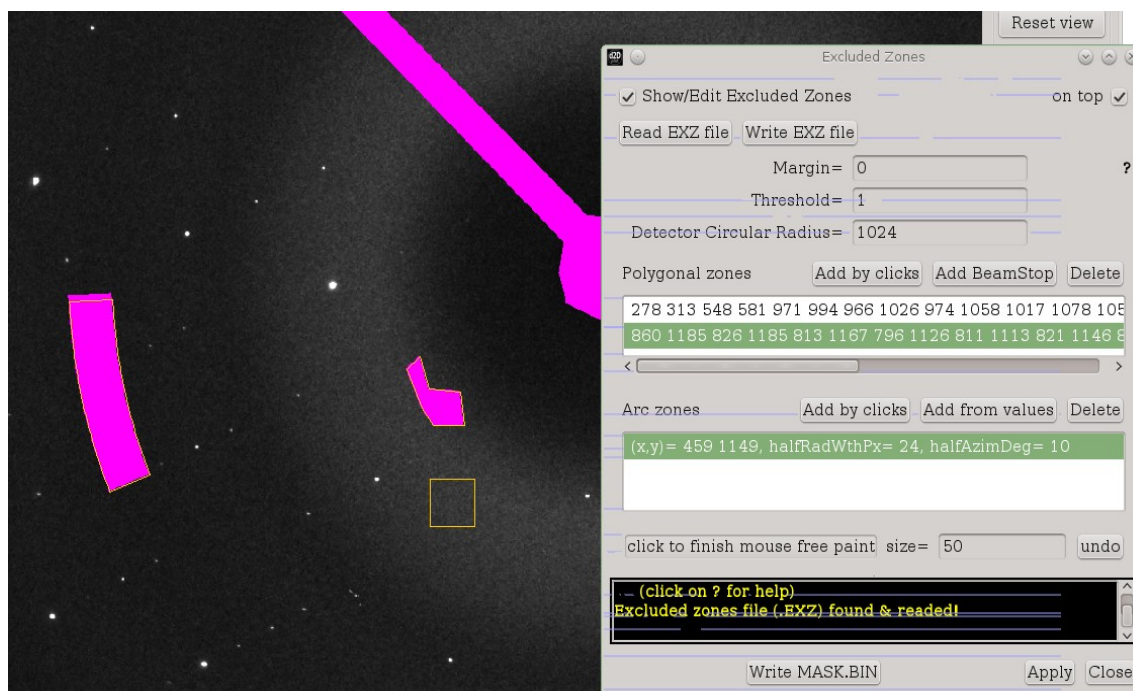 Reset view
d2D
Excluded Zones
Show/Edit Excluded Zones on top
Read EXZ file Write EXZ file
Margin= 0 ?
Threshold= 1
Detector Circular Radius= 1024
Polygonal zones Add by clicks Add BeamStop Delete
278 313 548 581 971 994 966 1026 974 1058 1017 1078
860 1185 826 1185 813 1167 796 1126 811 1113 821 1146
Arc zones Add by clicks Add from values Delete
(x,y)= 459 1149, halfRadWthPx= 24, halfAzimDeg= 10
click to finish mouse free paint size= 50 undo
(click on ? for help)
Excluded zones file (.EXZ) found & readed!
Write MASK.BIN Apply Close